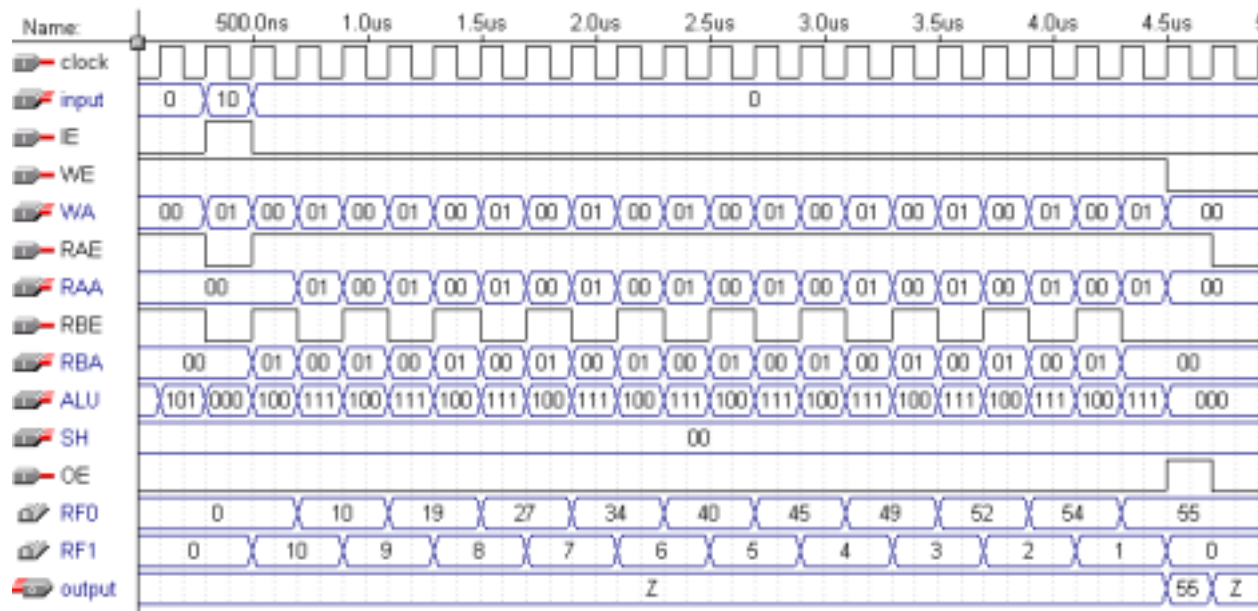 Name: 500.0ns 1.0us 1.5us 2.0us 2.5us 3.0us 3.5us 4.0us 4.5us
clock
input 0 10 0
IE
WE
WA 00 01 00 01 00 01 00 01 00 01 00 01 00 01 00 01 00 01 00 01 00 01 00
RAE
RAA 00 01 00 01 00 01 00 01 00 01 00 01 00 01 00 01 00 01 00 01 00
RBE
RBA 00 01 00 01 00 01 00 01 00 01 00 01 00 01 00 01 00 01 00 01 00
ALU 101 000 100 111 100 111 100 111 100 111 100 111 100 111 100 111 100 111 100 111 100 111 000
SH 00
OE
RF0 0 10 19 27 34 40 45 49 52 54 55
RF1 0 10 9 8 7 6 5 4 3 2 1 0
output Z 55 Z